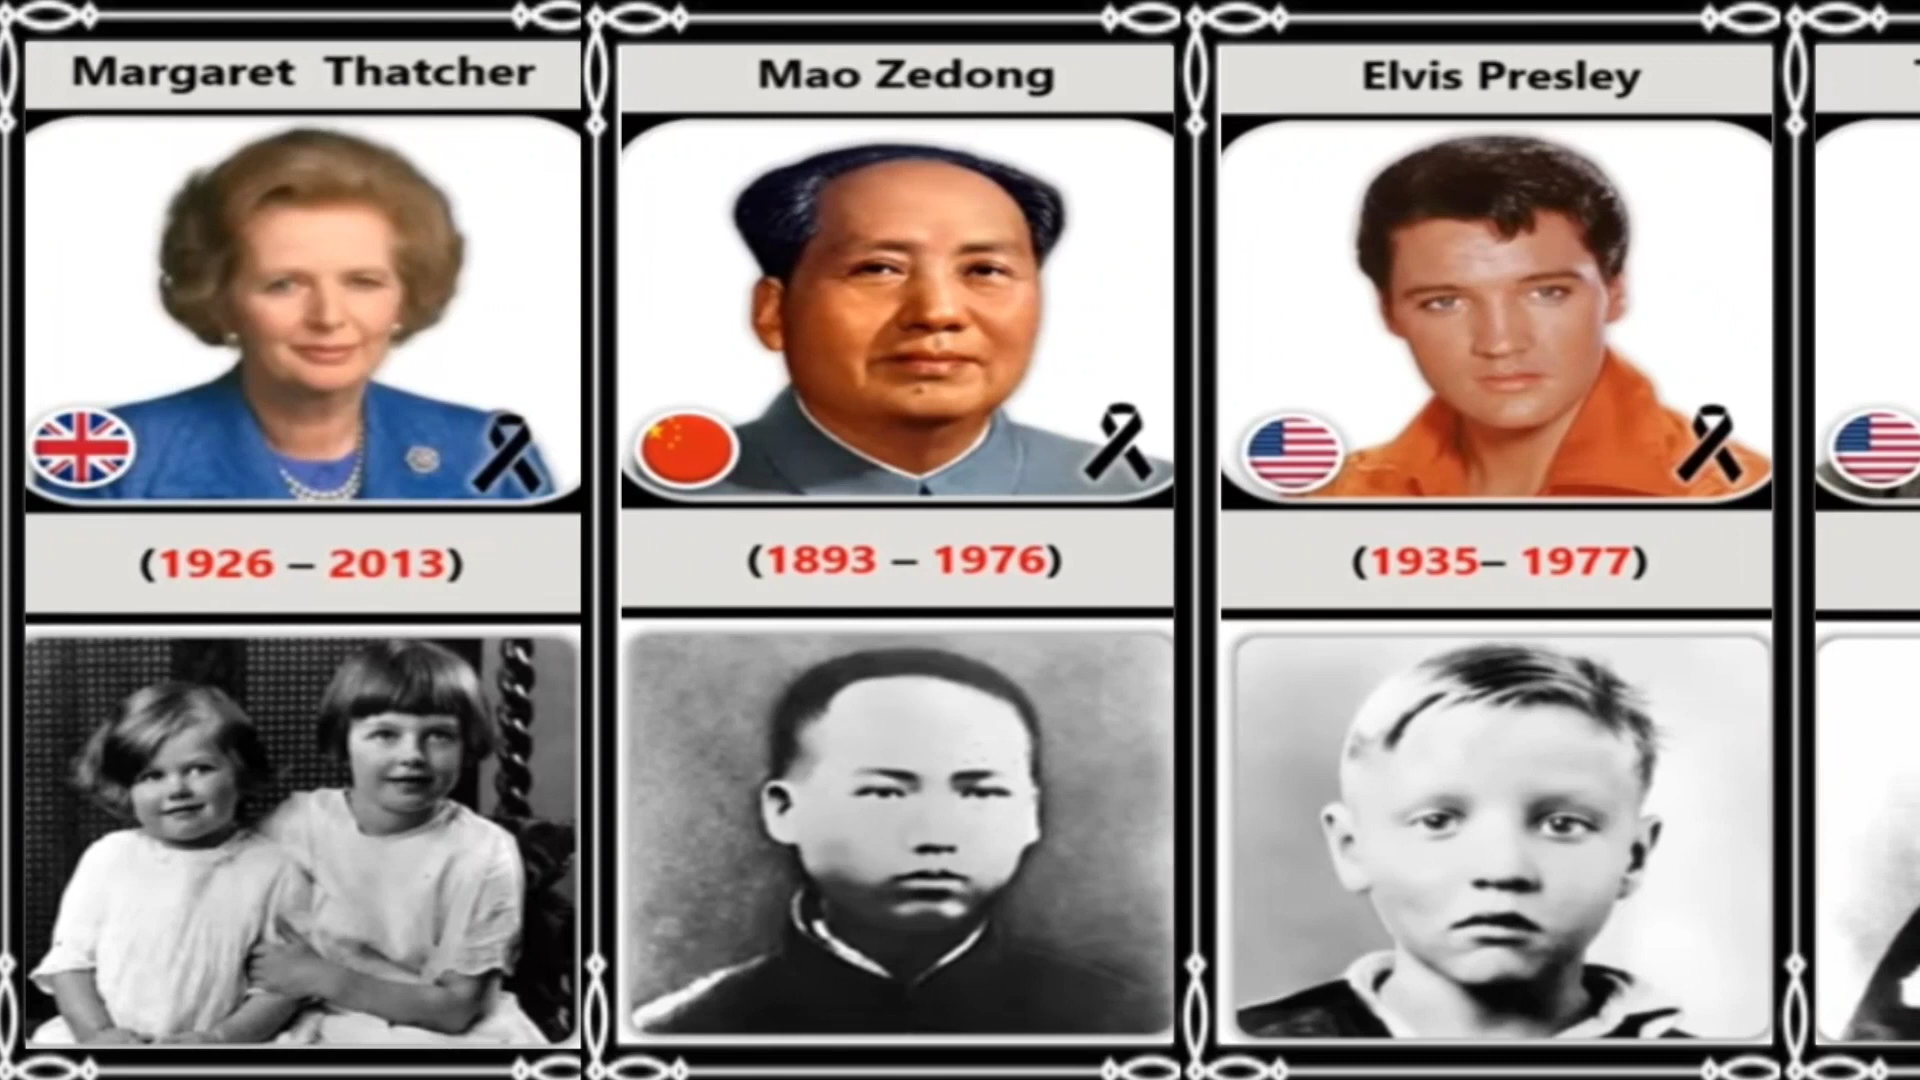 Margaret Thatcher
Mao Zedong
Elvis Presley
(1926 – 2013)
(1893 – 1976)
(1935– 1977)